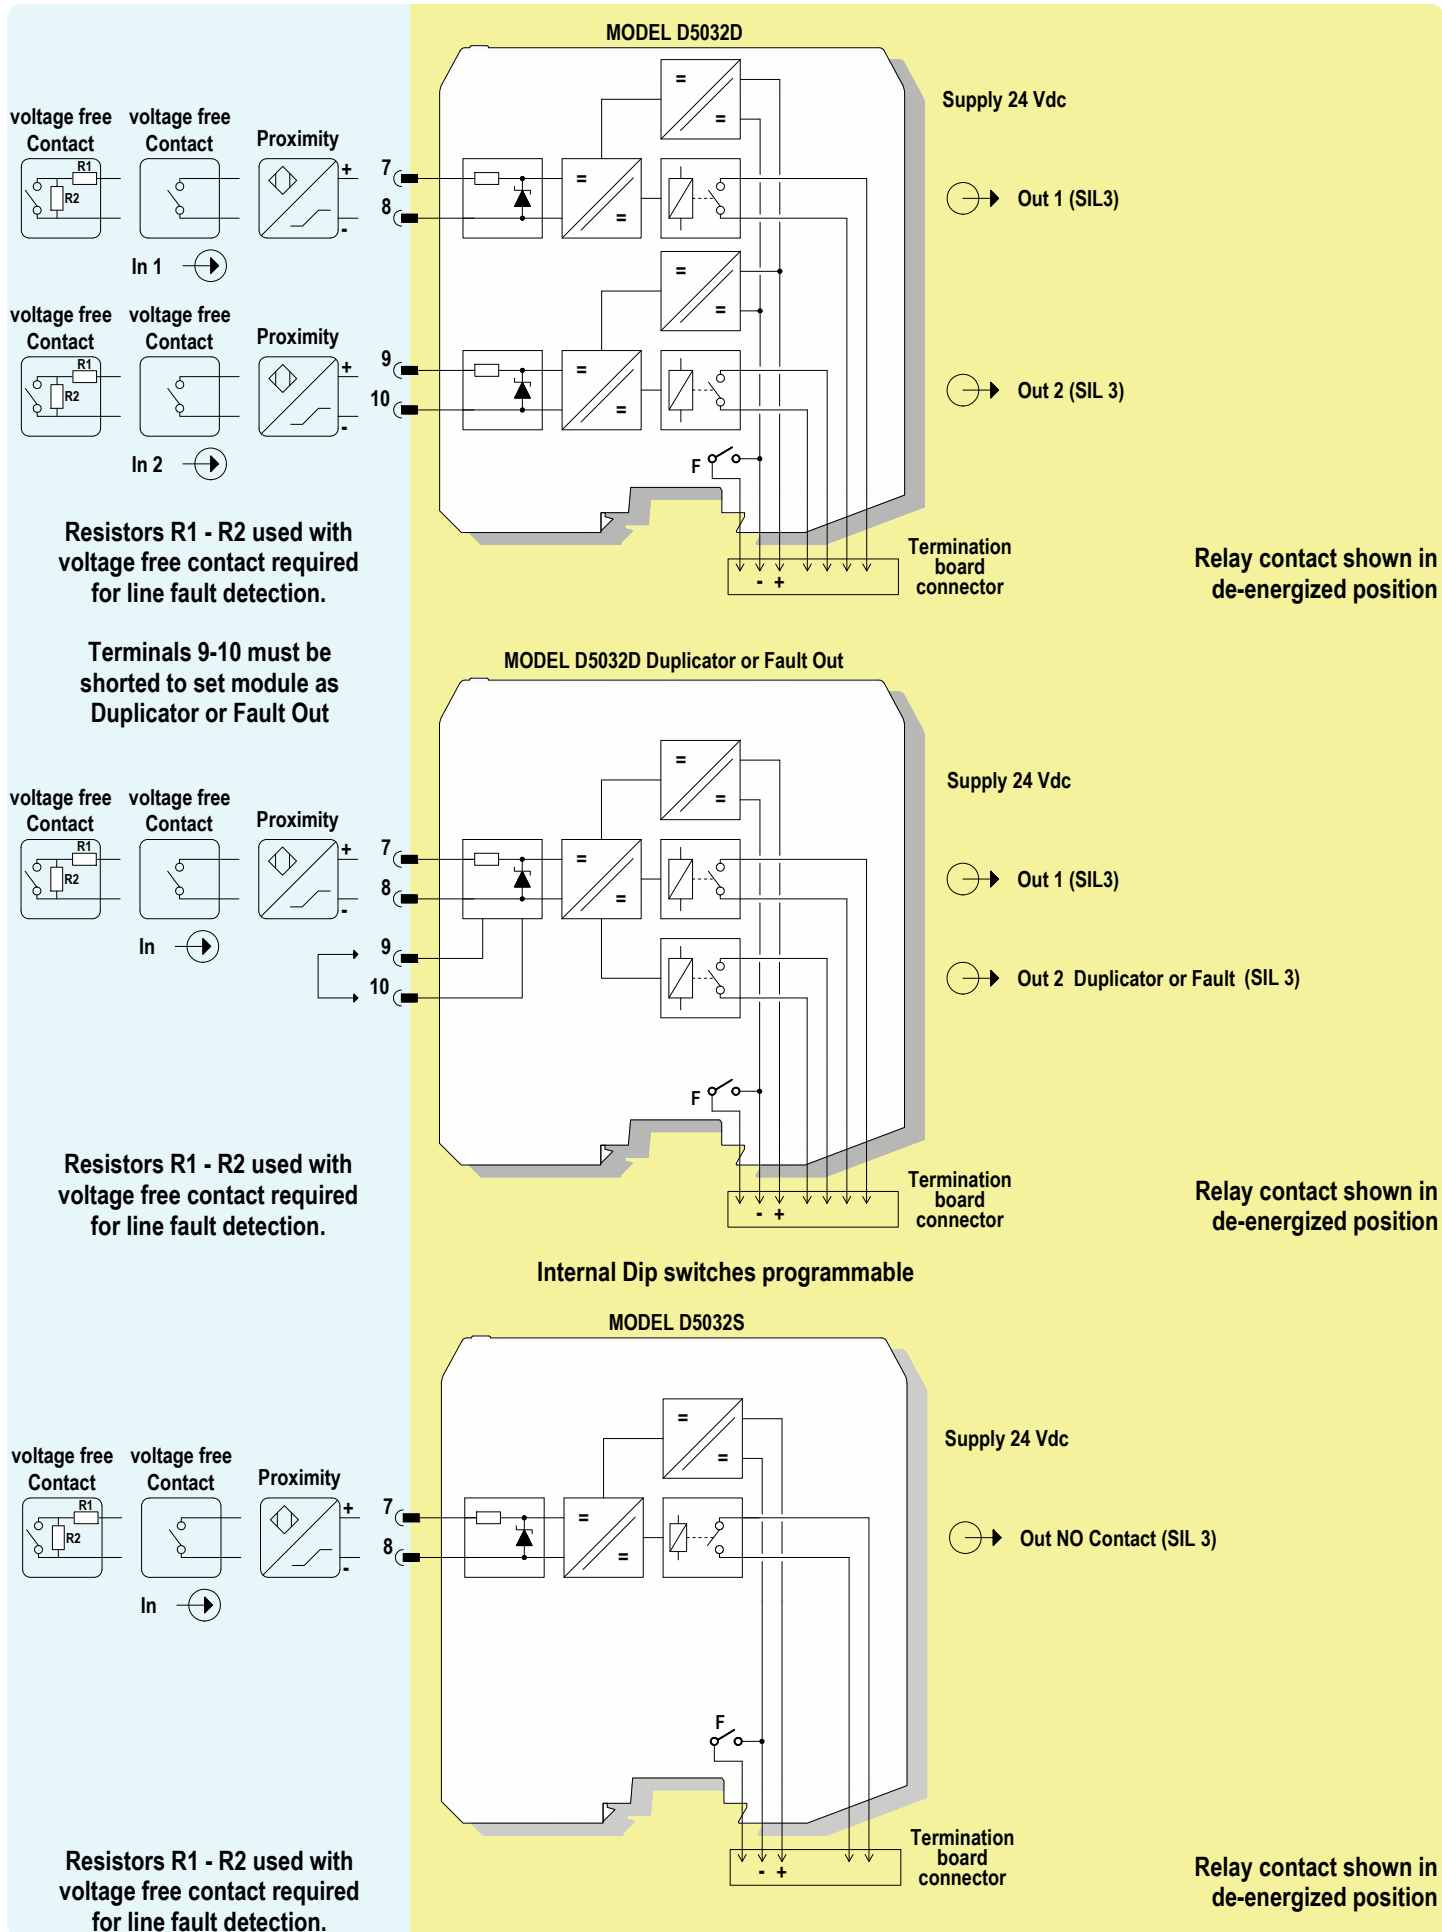 MODEL D5032D
Supply 24 Vdc
voltage free
Contact
voltage free
Contact
Proximity
R1
R2
+
-
7
8
=
=
=
=
Out 1 (SIL3)
In 1
voltage free
Contact
voltage free
Contact
Proximity
R1
R2
+
-
9
10
=
=
=
=
Out 2 (SIL 3)
In 2
F
Resistors R1 - R2 used with
voltage free contact required
for line fault detection.
- +
Termination
board
connector
Relay contact shown in
de-energized position
Terminals 9-10 must be
shorted to set module as
Duplicator or Fault Out
MODEL D5032D Duplicator or Fault Out
Supply 24 Vdc
voltage free
Contact
voltage free
Contact
Proximity
R1
R2
+
-
7
8
=
=
=
=
Out 1 (SIL3)
In
9
10
Out 2 Duplicator or Fault (SIL 3)
F
Resistors R1 - R2 used with
voltage free contact required
for line fault detection.
- +
Termination
board
connector
Relay contact shown in
de-energized position
Internal Dip switches programmable
MODEL D5032S
Supply 24 Vdc
voltage free
Contact
voltage free
Contact
Proximity
R1
R2
+
-
7
8
=
=
=
=
Out NO Contact (SIL 3)
In
F
- +
Termination
board
connector
Resistors R1 - R2 used with
voltage free contact required
for line fault detection.
Relay contact shown in
de-energized position